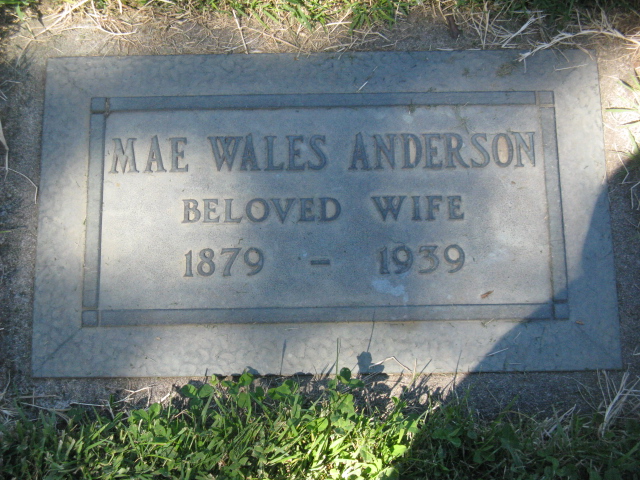 MAE WALES ANDERSON
BELOVED WIFE
1879 - 1939